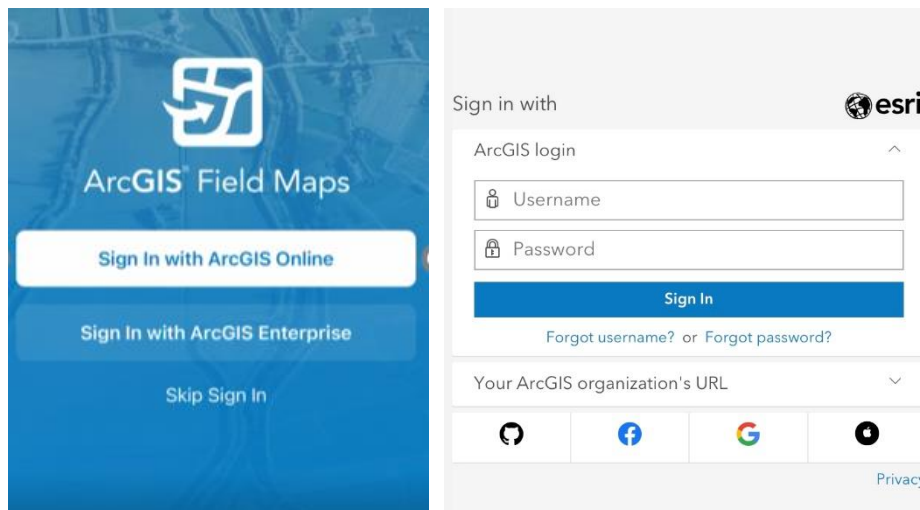 ArcGIS® Field Maps
Sign In with ArcGIS Online
Sign In with ArcGIS Enterprise
Skip Sign In
Sign in with
esri
ArcGIS login
Username
Password
Sign In
Forgot username? or Forgot password?
Your ArcGIS organization's URL
Privacy